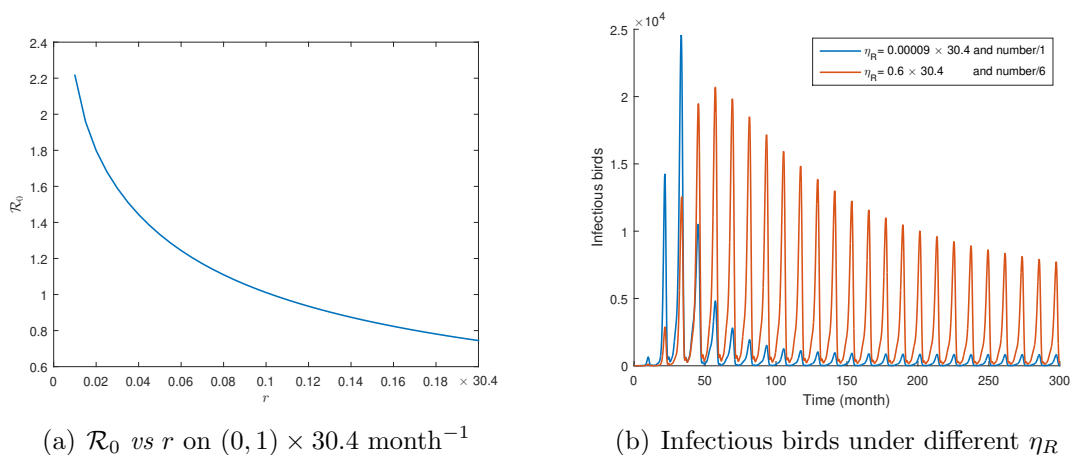 2.4
2.2
2
1.8
1.6
1.4
1.2
1
0.8
0.6
ℛ₀
0 0.02 0.04 0.06 0.08 0.1 0.12 0.14 0.16 0.18 × 30.4
r
(a) ℛ₀ vs r on (0, 1) × 30.4 month⁻¹
×10⁴
2.5
2
1.5
1
0.5
0
Infectious birds
η_R= 0.00009 × 30.4 and number/1
η_R= 0.6 × 30.4 and number/6
0 50 100 150 200 250 300
Time (month)
(b) Infectious birds under different η_R